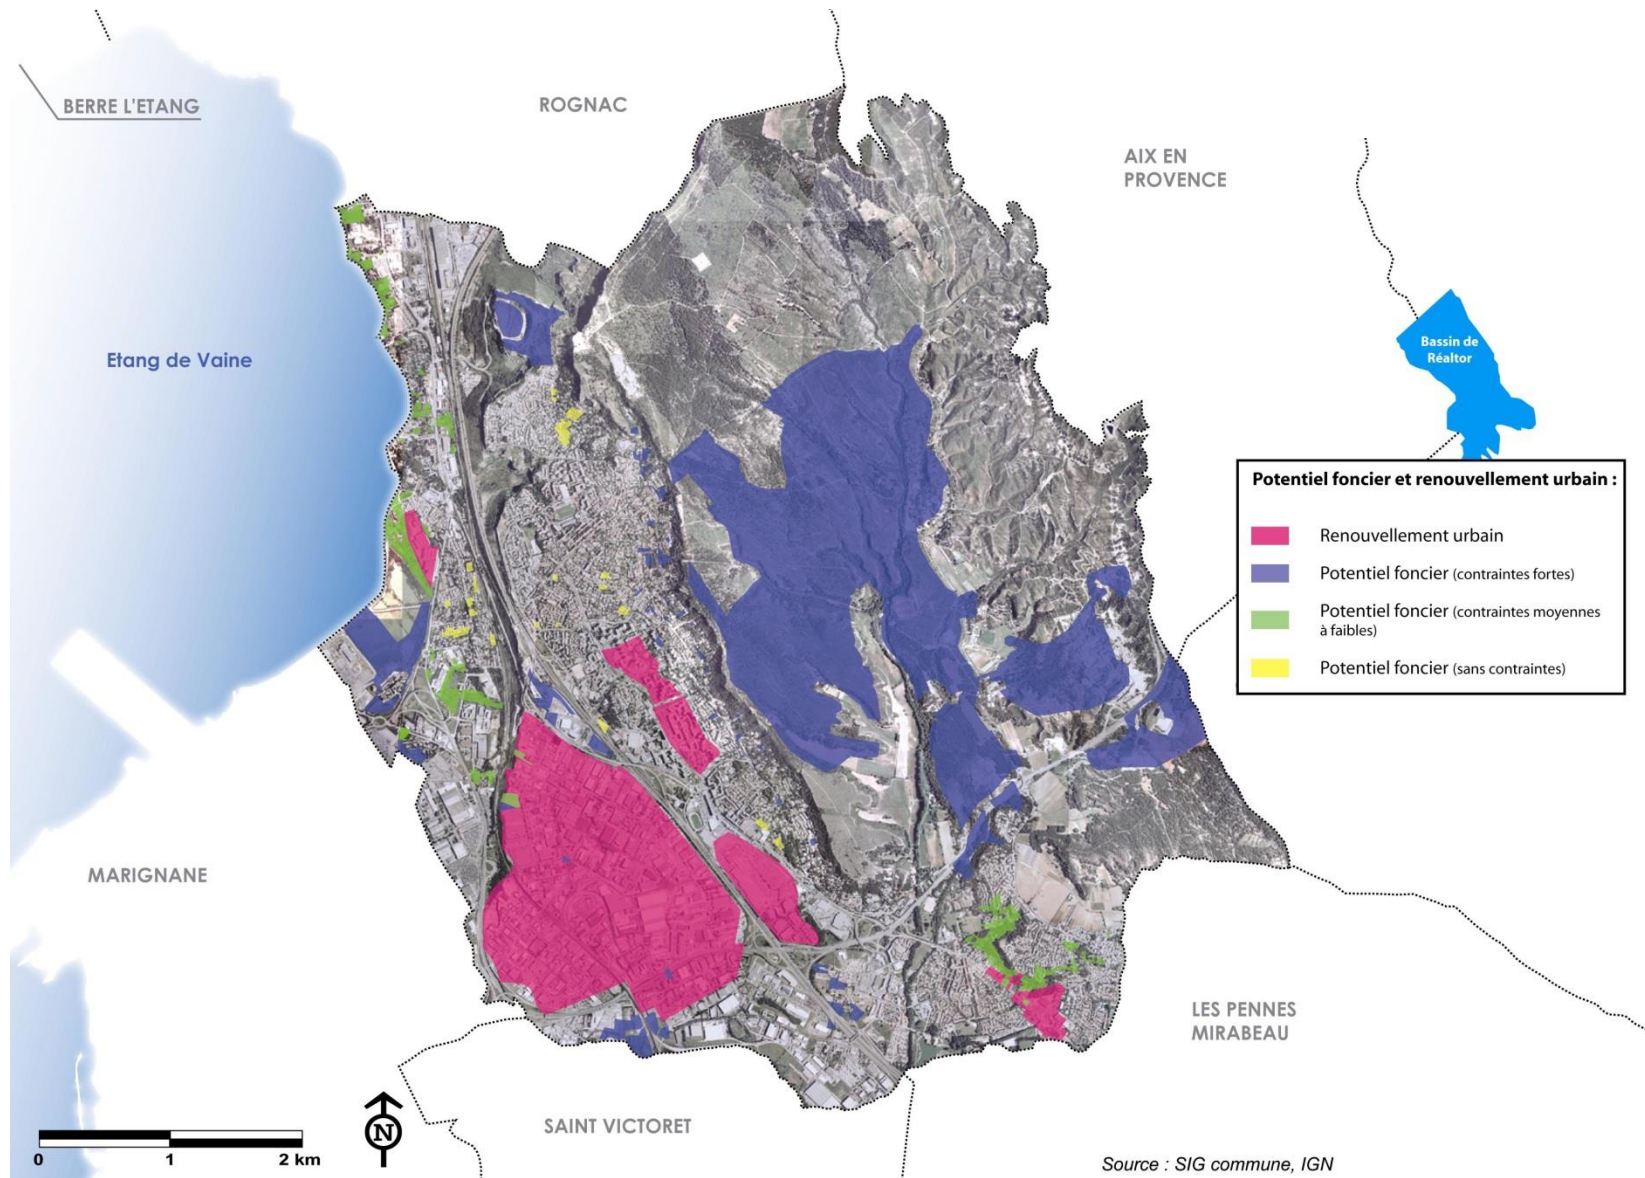 BERRE L'ETANG
ROGNAC
AIX EN
PROVENCE
Etang de Vaine
Bassin de
Réaltor
Potentiel foncier et renouvellement urbain :
Renouvellement urbain
Potentiel foncier (contraintes fortes)
Potentiel foncier (contraintes moyennes
à faibles)
Potentiel foncier (sans contraintes)
MARIGNANE
LES PENNES
MIRABEAU
SAINT VICTORET
N
0 1 2 km
Source : SIG commune, IGN